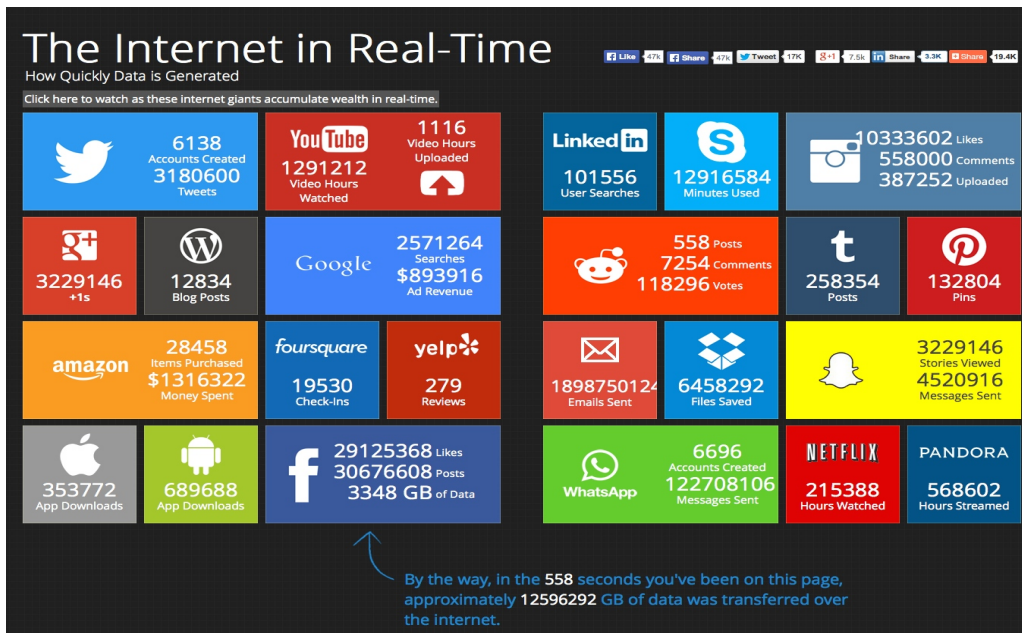 The Internet in Real-Time
How Quickly Data is Generated
Like 47k Share 47k Tweet 17K g+1 7.5k in Share 3.3K Share 19.4K
Click here to watch as these internet giants accumulate wealth in real-time.
6138
Accounts Created
3180600
Tweets
YouTube
1291212
Video Hours
Watched
1116
Video Hours
Uploaded
Linked in
101556
User Searches
S
12916584
Minutes Used
10333602 Likes
558000 Comments
387252 Uploaded
g+
3229146
+1s
W
12834
Blog Posts
Google
2571264
Searches
$893916
Ad Revenue
558 Posts
7254 Comments
118296 Votes
t
258354
Posts
P
132804
Pins
amazon
28458
Items Purchased
$1316322
Money Spent
foursquare
19530
Check-Ins
yelp
279
Reviews
1898750124
Emails Sent
6458292
Files Saved
3229146
Stories Viewed
4520916
Messages Sent
353772
App Downloads
689688
App Downloads
f
29125368 Likes
30676608 Posts
3348 GB of Data
WhatsApp
6696
Accounts Created
122708106
Messages Sent
NETFLIX
215388
Hours Watched
PANDORA
568602
Hours Streamed
By the way, in the 558 seconds you've been on this page,
approximately 12596292 GB of data was transferred over
the internet.